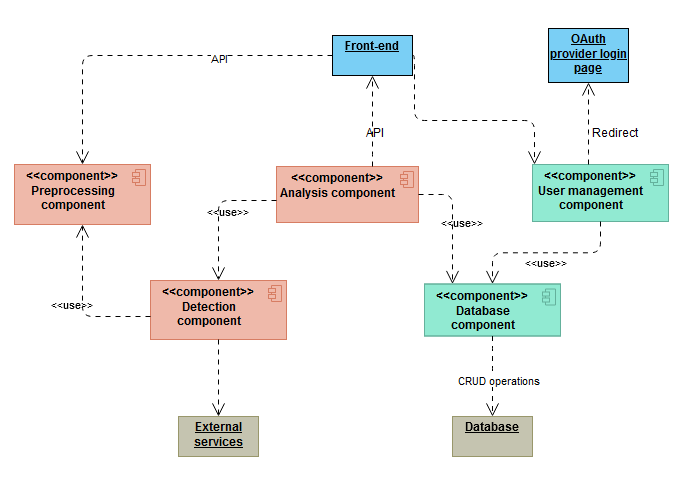 Front-end
OAuth
provider login
page
API
API
Redirect
<<component>>
Preprocessing
component
<<component>>
Analysis component
<<component>>
User management
component
<<use>>
<<use>>
<<use>>
<<use>>
<<component>>
Detection
component
<<component>>
Database
component
CRUD operations
External
services
Database